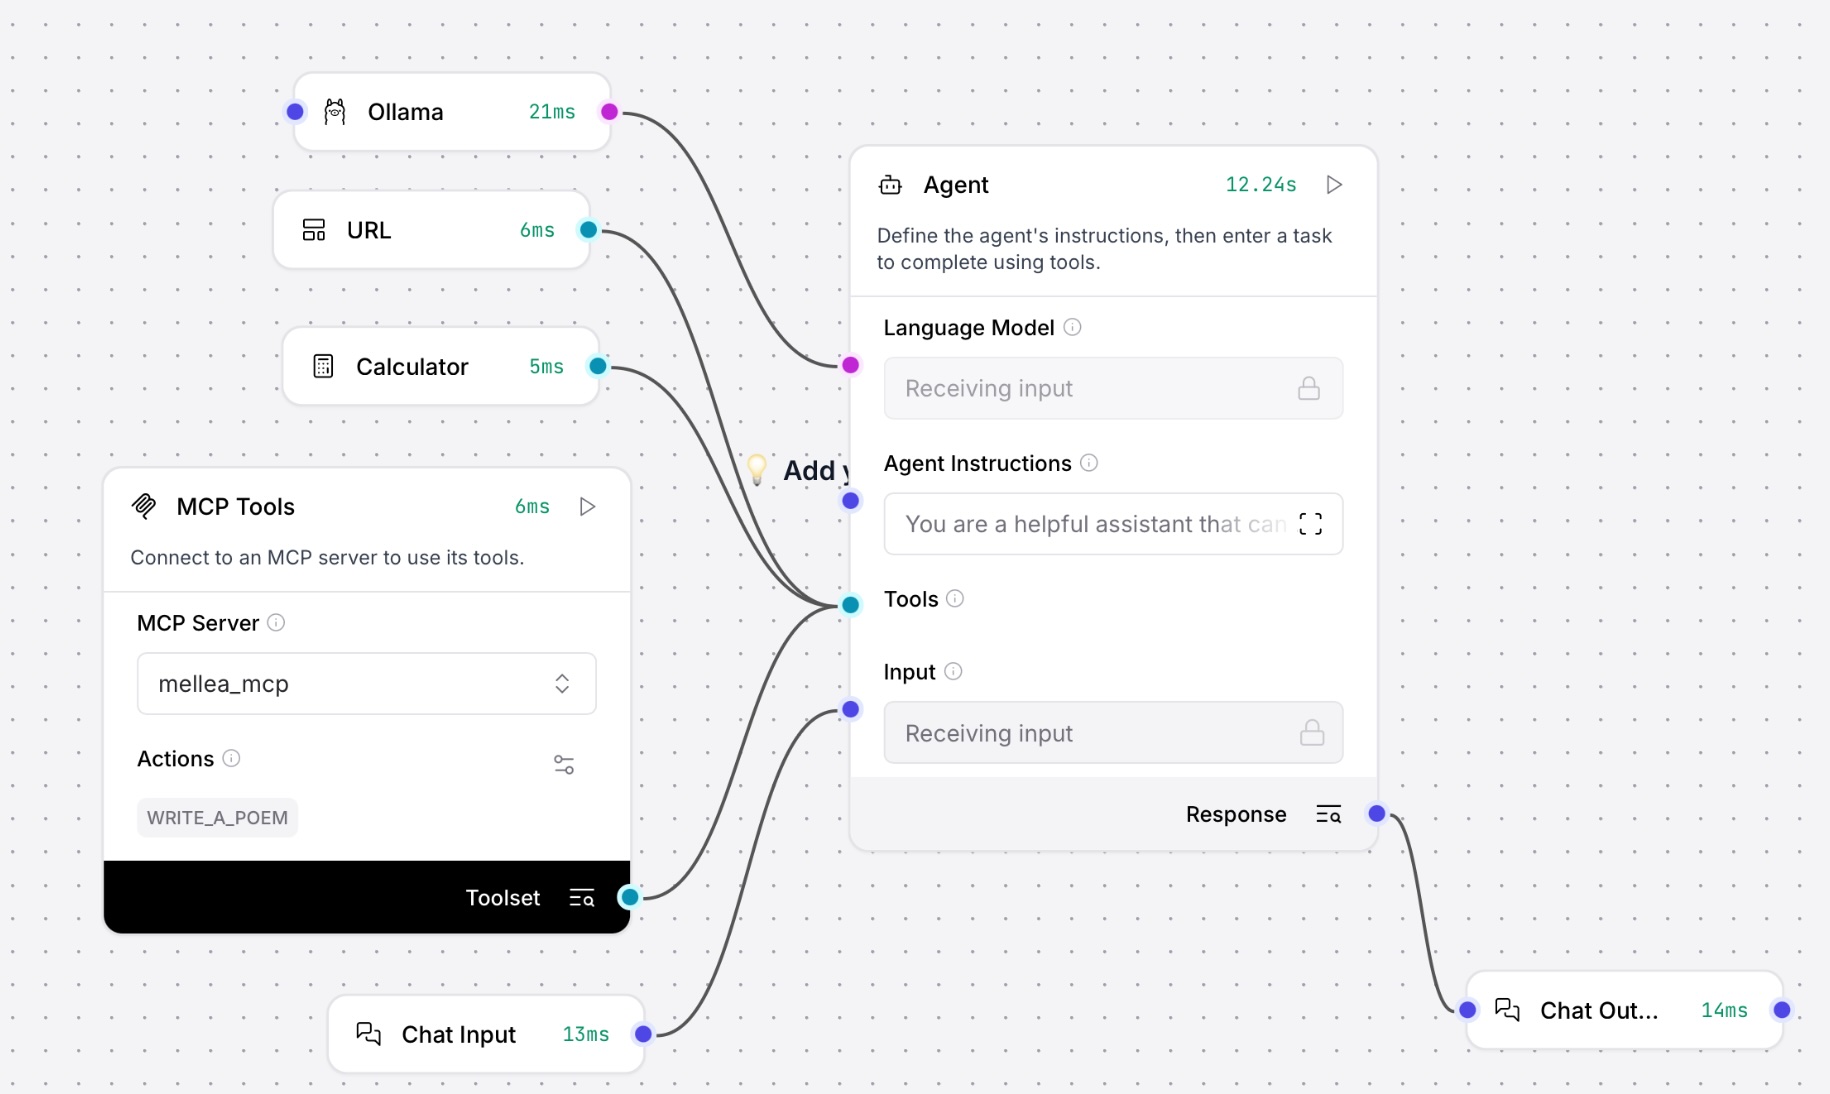 Ollama 21ms
URL 6ms
Calculator 5ms
MCP Tools 6ms
Connect to an MCP server to use its tools.
MCP Server
mellea_mcp
Actions
WRITE_A_POEM
Toolset
Chat Input 13ms
💡 Add
Agent 12.24s
Define the agent's instructions, then enter a task
to complete using tools.
Language Model
Receiving input
Agent Instructions
You are a helpful assistant that can
Tools
Input
Receiving input
Response
Chat Out... 14ms